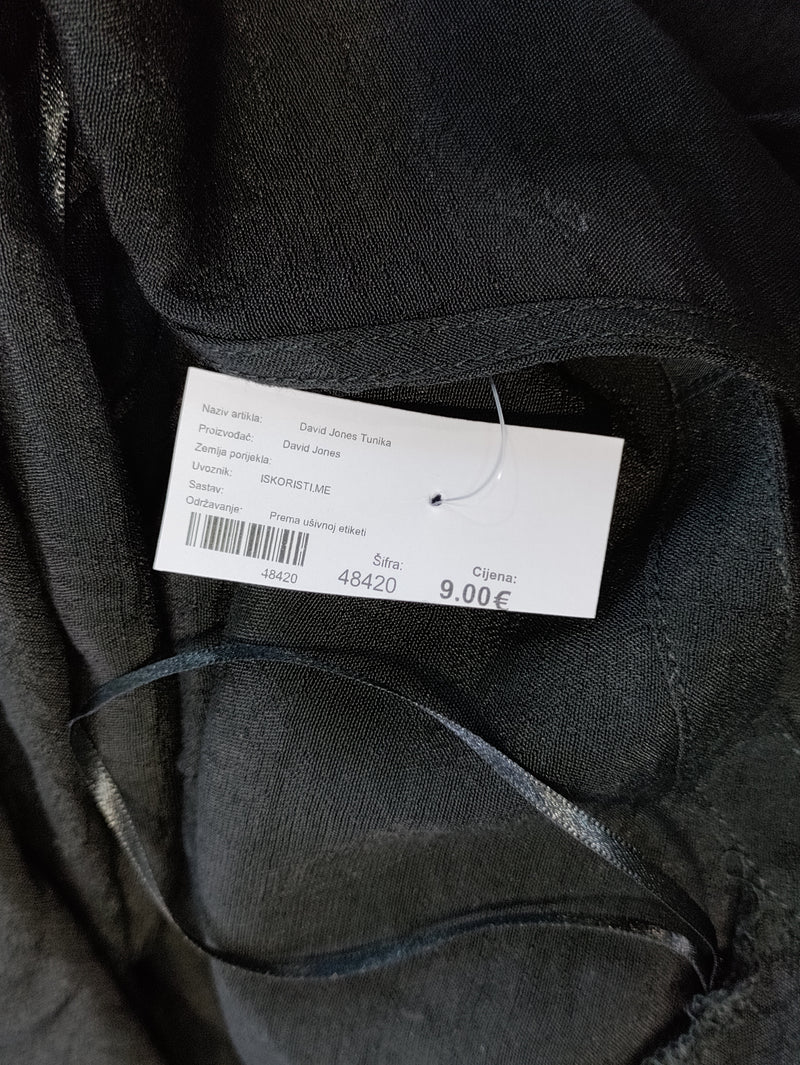 Naziv artikla: David Jones Tunika
Proizvođač: David Jones
Zemlja porijekla:
Uvoznik: ISKORISTI.ME
Sastav:
Održavanje: Prema ušivnoj etiketi
48420
Šifra:
48420
Cijena:
9.00€